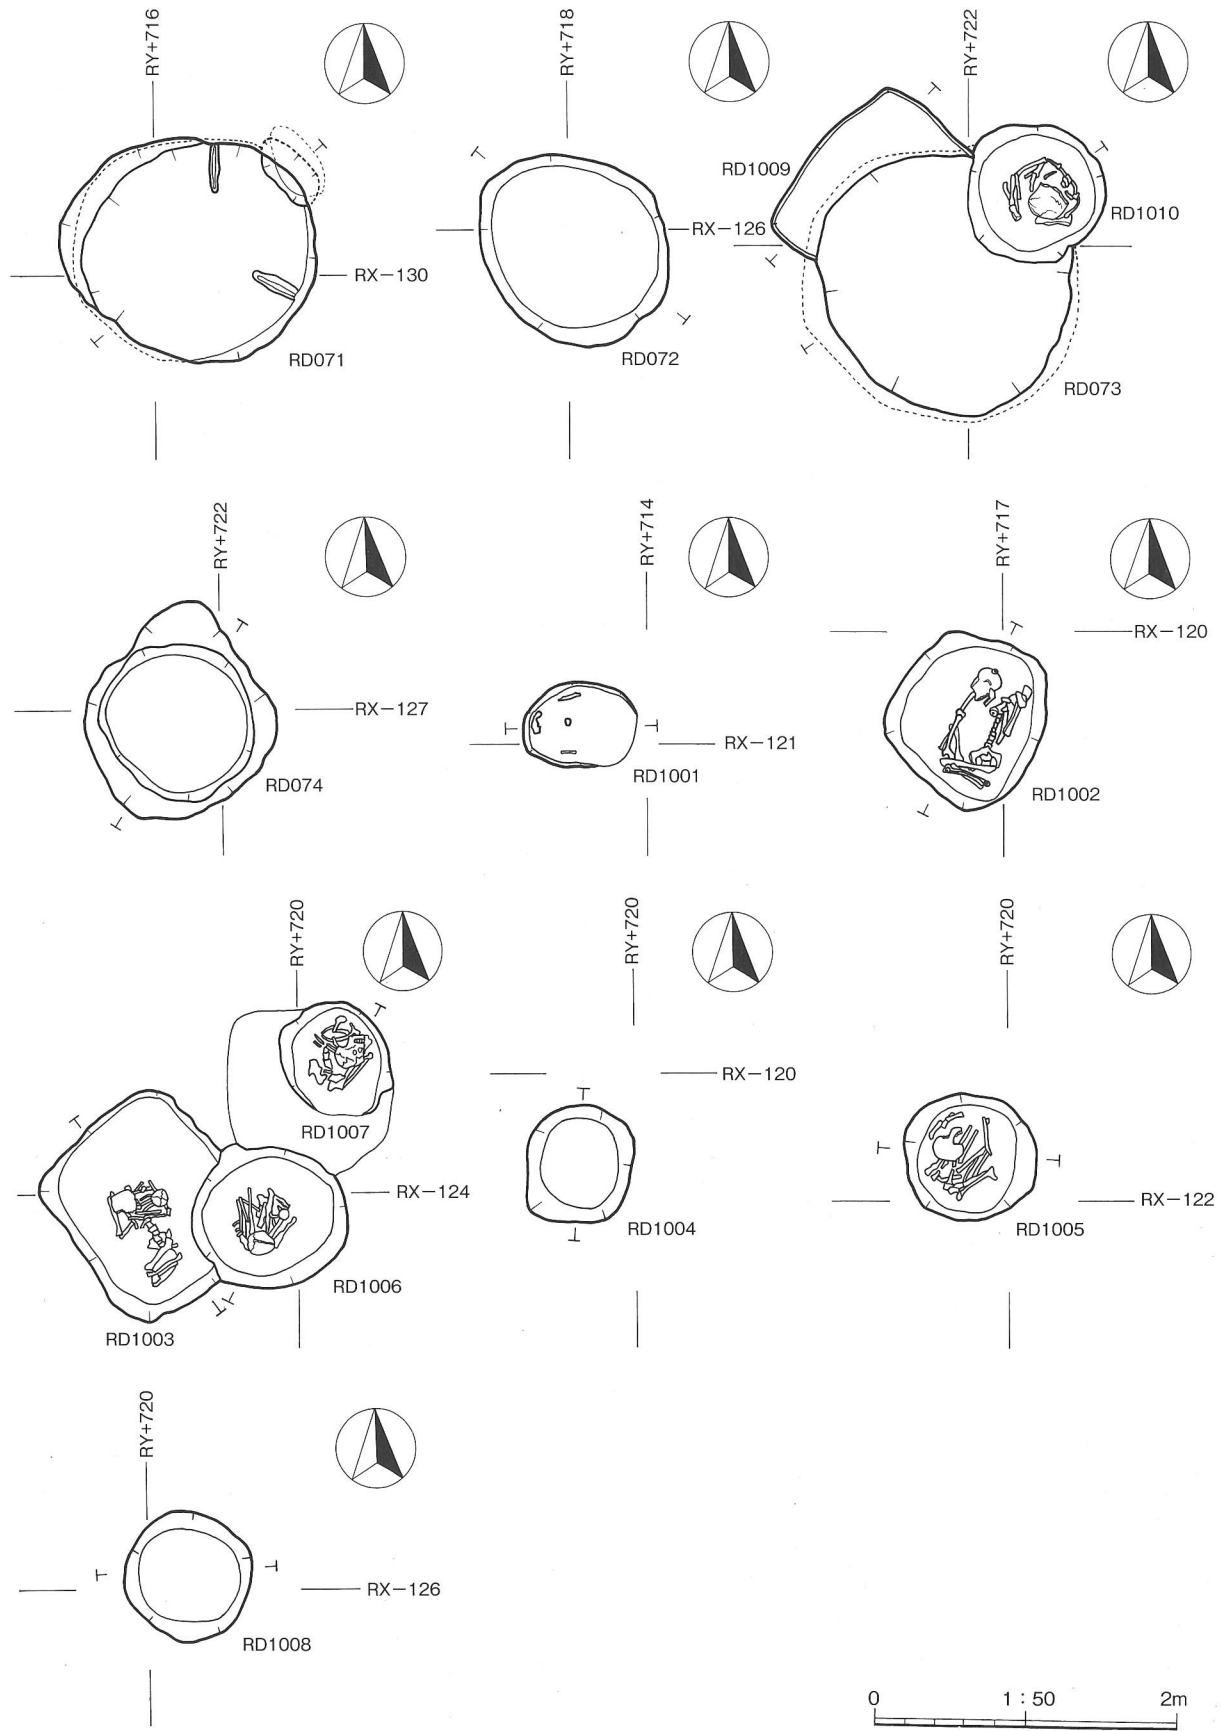 RY+716
RY+718
RY+722
RD1009
RD1010
RX-126
RX-130
RD071
RD072
RD073
RY+722
RY+714
RY+717
RX-120
RX-127
RX-121
RD074
RD1001
RD1002
RY+720
RY+720
RY+720
RX-120
RD1007
RX-124
RX-122
RD1004
RD1005
RD1006
RD1003
RY+720
RX-126
RD1008
0 1:50 2m